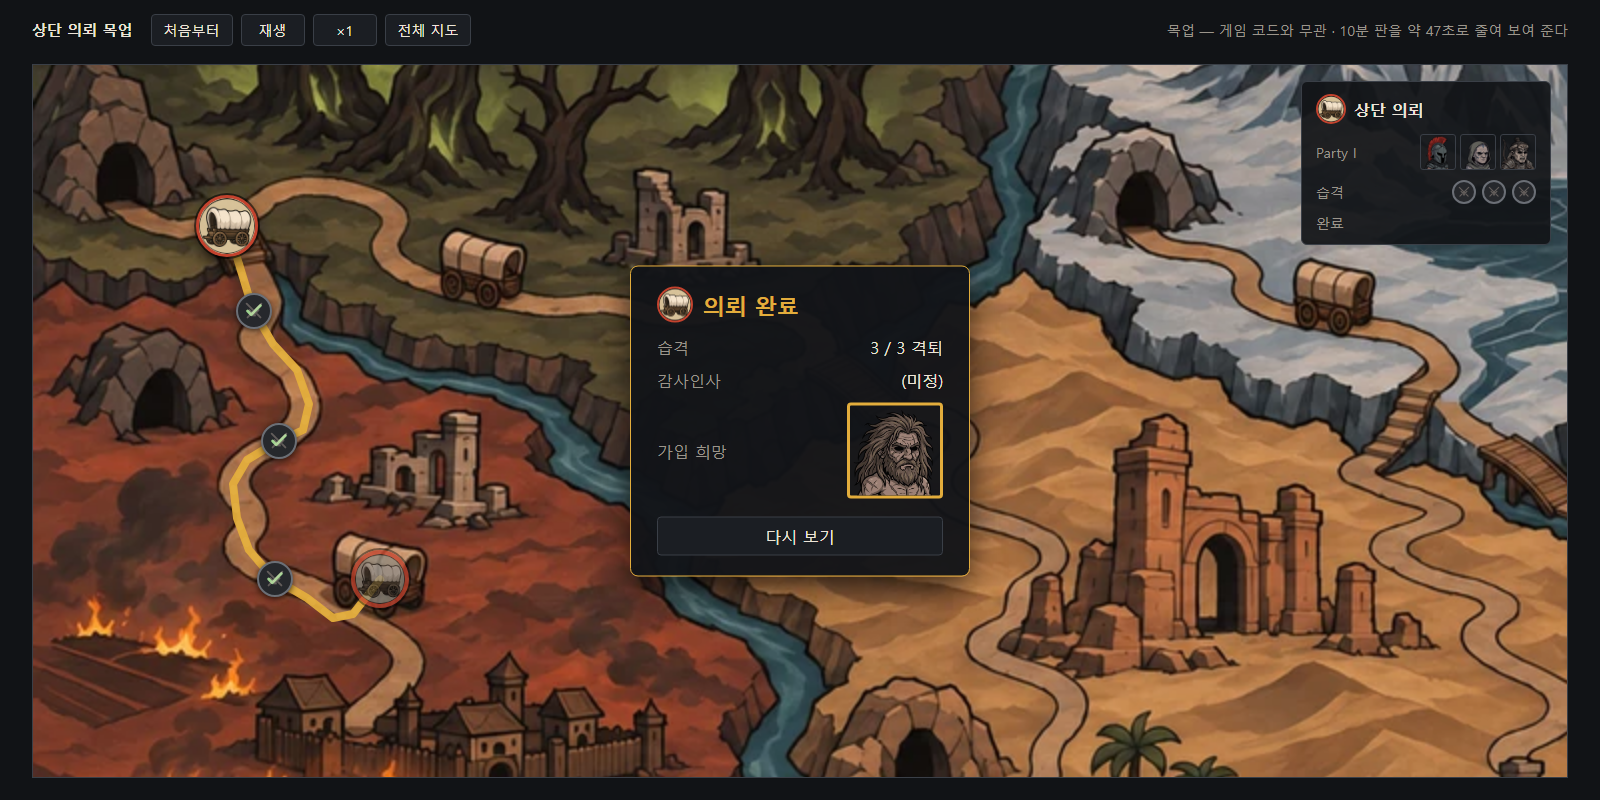 상단 의뢰 목업
처음부터
재생
×1
전체 지도
목업 — 게임 코드와 무관 · 10분 판을 약 47초로 줄여 보여 준다
상단 의뢰
Party I
습격
완료
의뢰 완료
습격
3 / 3 격퇴
감사인사
(미정)
가입 희망
다시 보기